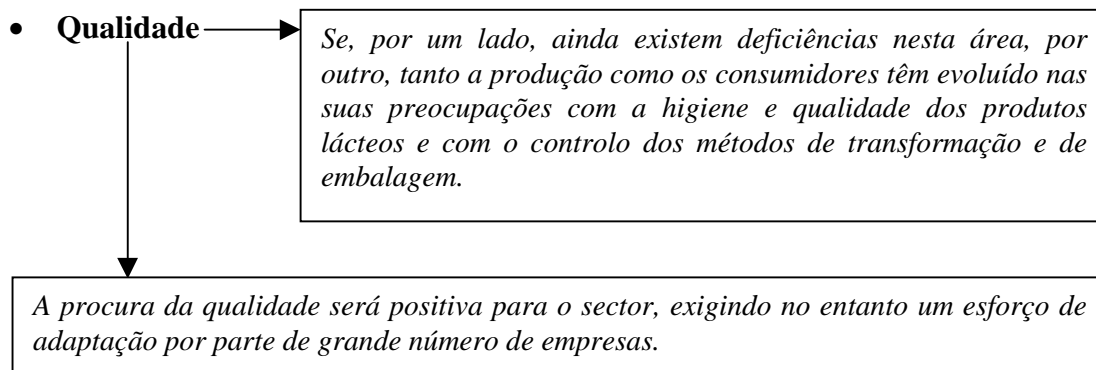 • Qualidade
Se, por um lado, ainda existem deficiências nesta área, por
outro, tanto a produção como os consumidores têm evoluído nas
suas preocupações com a higiene e qualidade dos produtos
lácteos e com o controlo dos métodos de transformação e de
embalagem.
A procura da qualidade será positiva para o sector, exigindo no entanto um esforço de
adaptação por parte de grande número de empresas.